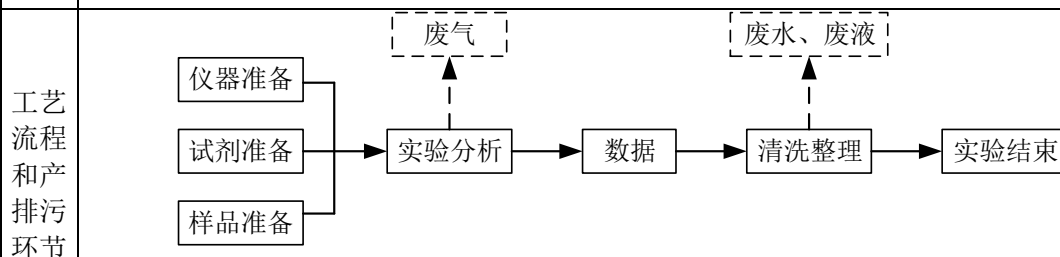 工艺
流程
和产
排污
环节
废气
废水、废液
仪器准备
试剂准备
样品准备
实验分析
数据
清洗整理
实验结束